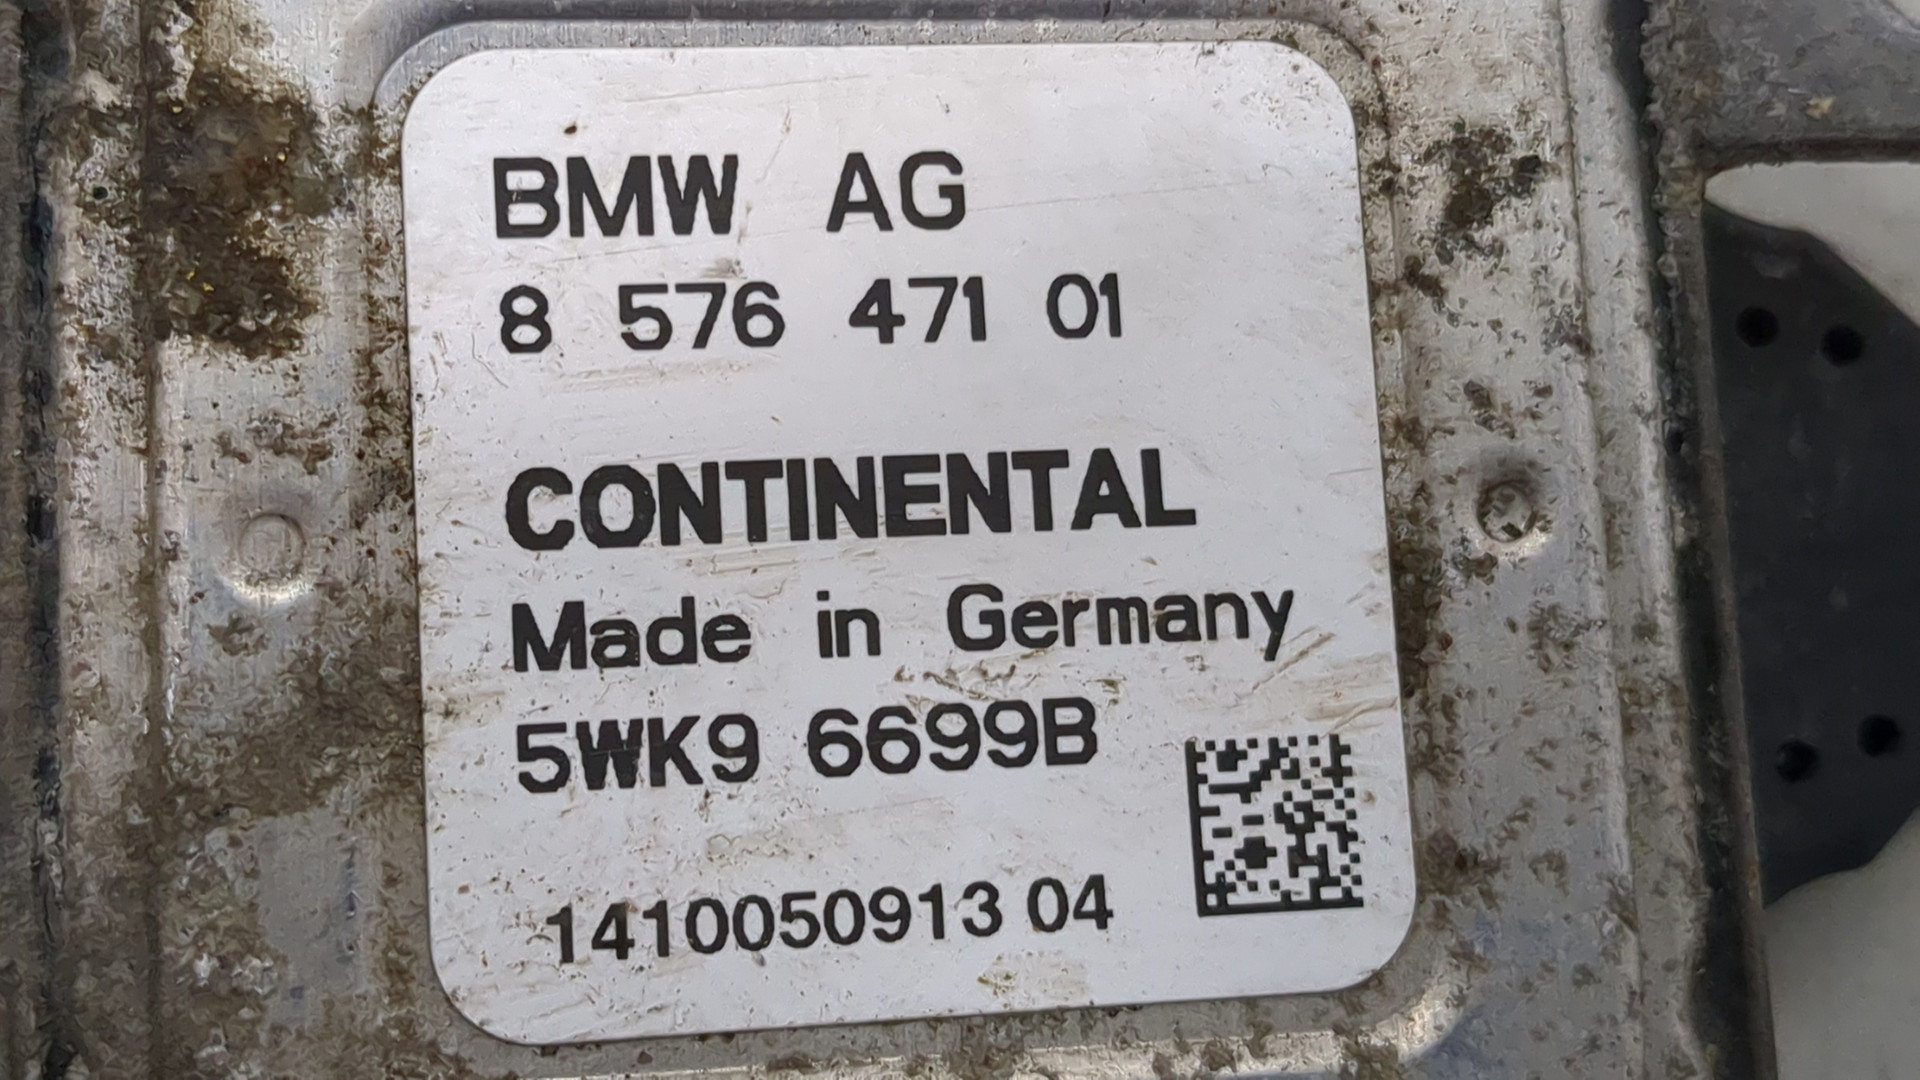 BMW AG
8 576 471 01
CONTINENTAL
Made in Germany
5WK9 6699B
1410050913 04